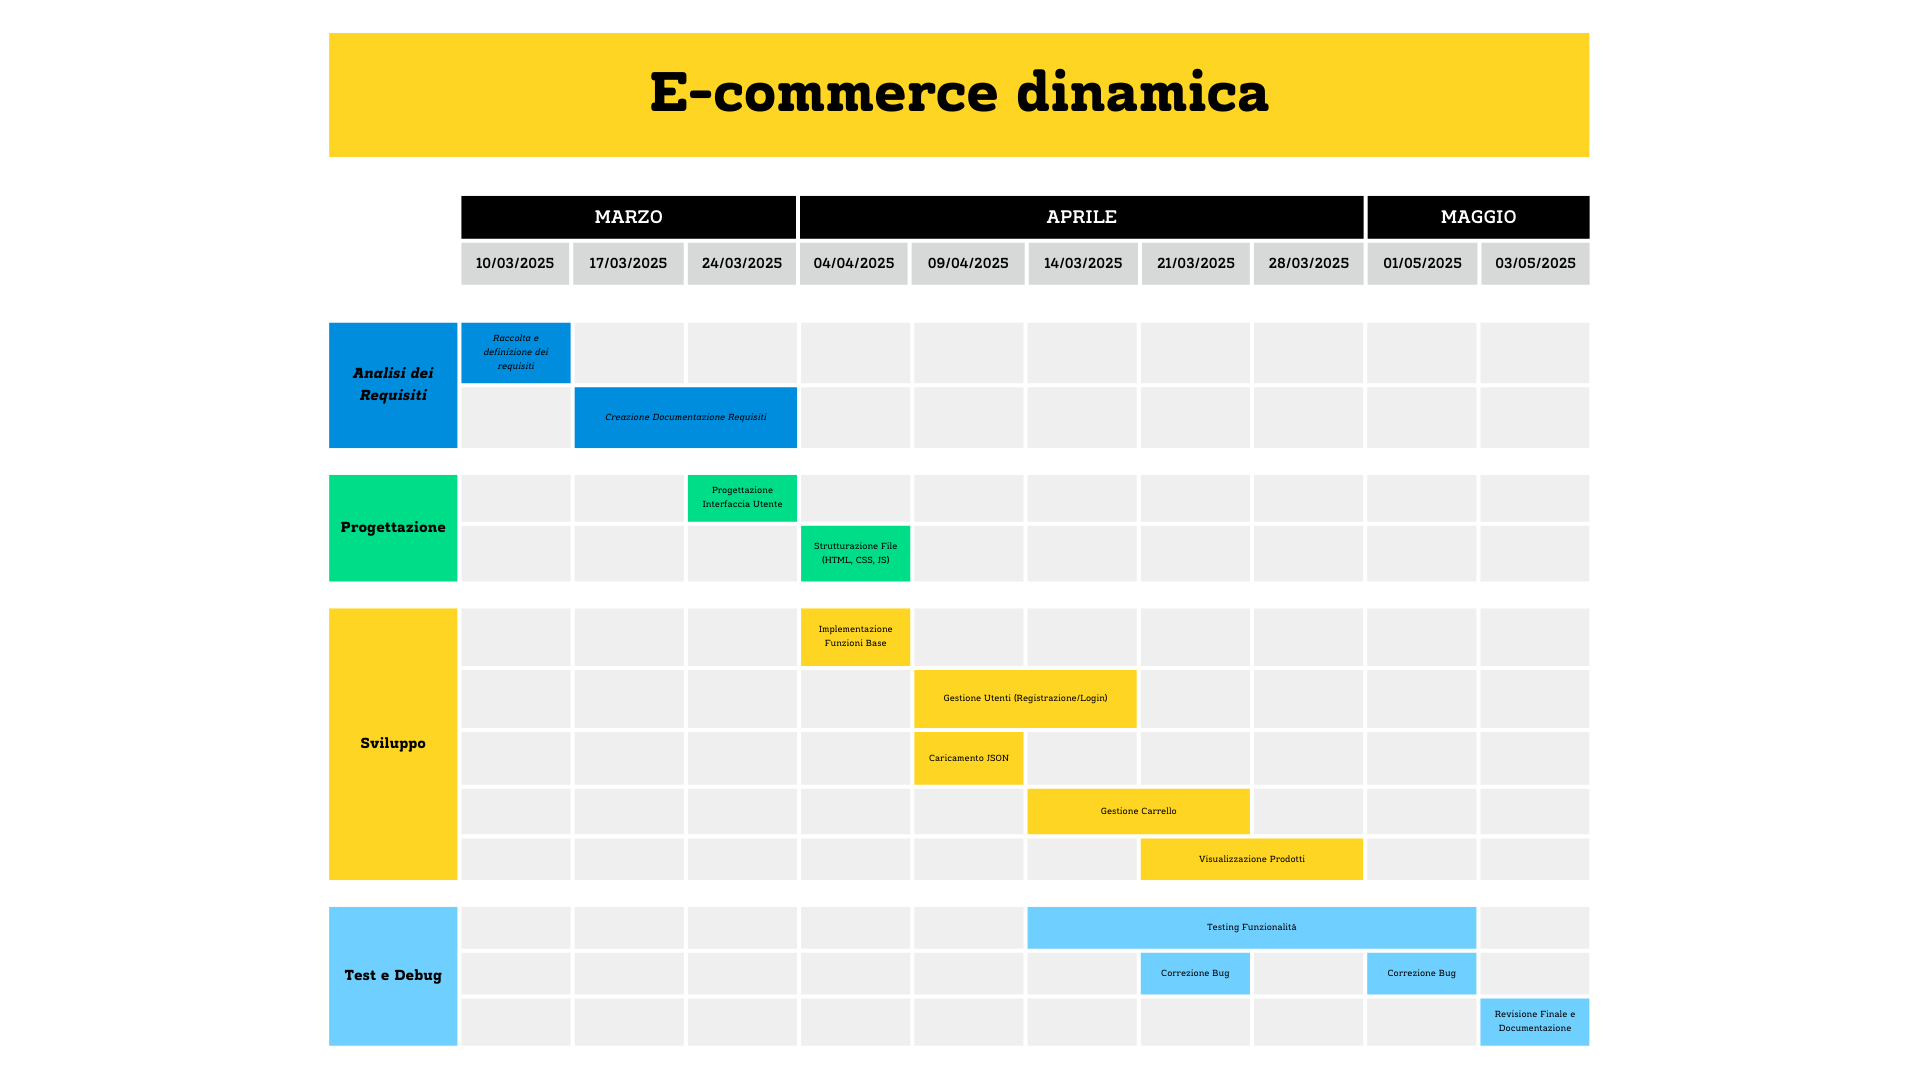 E-commerce dinamica
MARZO
APRILE
MAGGIO
10/03/2025
17/03/2025
24/03/2025
04/04/2025
09/04/2025
14/03/2025
21/03/2025
28/03/2025
01/05/2025
03/05/2025
Analisi dei
Requisiti
Raccolta e
definizione dei
requisiti
Creazione Documentazione Requisiti
Progettazione
Progettazione
Interfaccia Utente
Strutturazione File
(HTML, CSS, JS)
Sviluppo
Implementazione
Funzioni Base
Gestione Utenti (Registrazione/Login)
Caricamento JSON
Gestione Carrello
Visualizzazione Prodotti
Test e Debug
Testing Funzionalità
Correzione Bug
Correzione Bug
Revisione Finale e
Documentazione